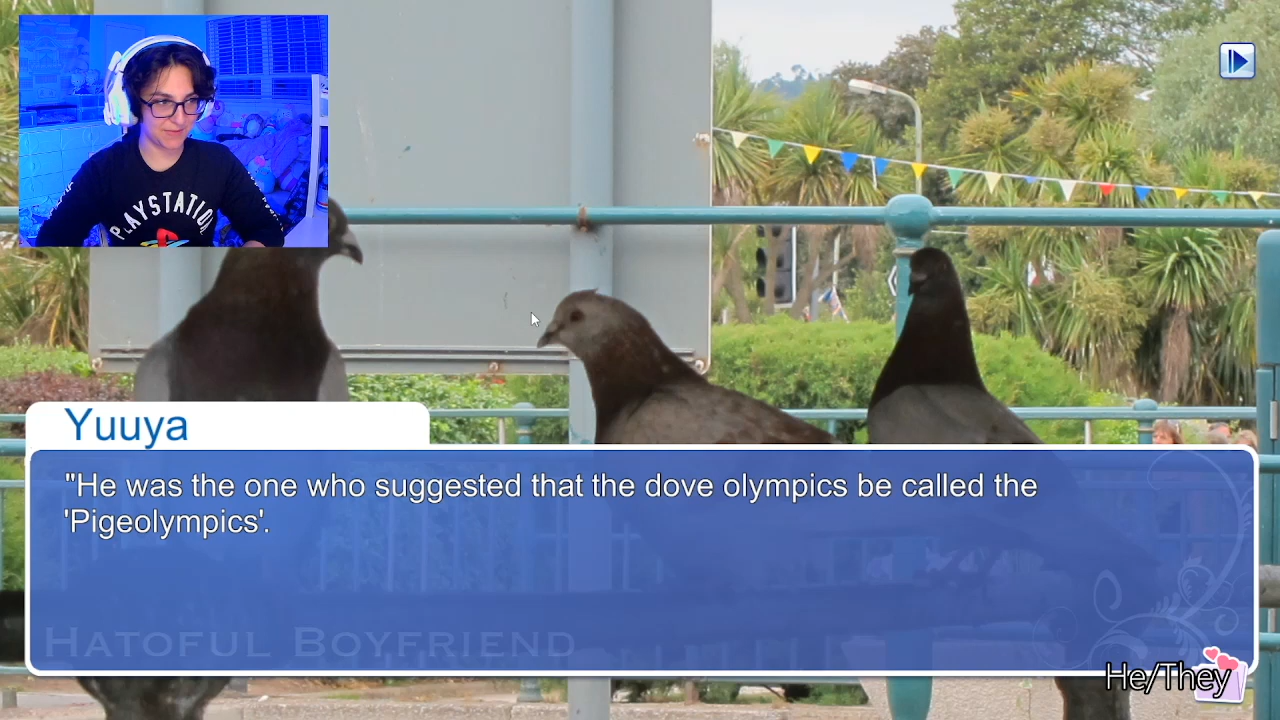 PLAYSTATION
Yuuya
"He was the one who suggested that the dove olympics be called the
'Pigeolympics'.
HATOFUL BOYFRIEND
He/They